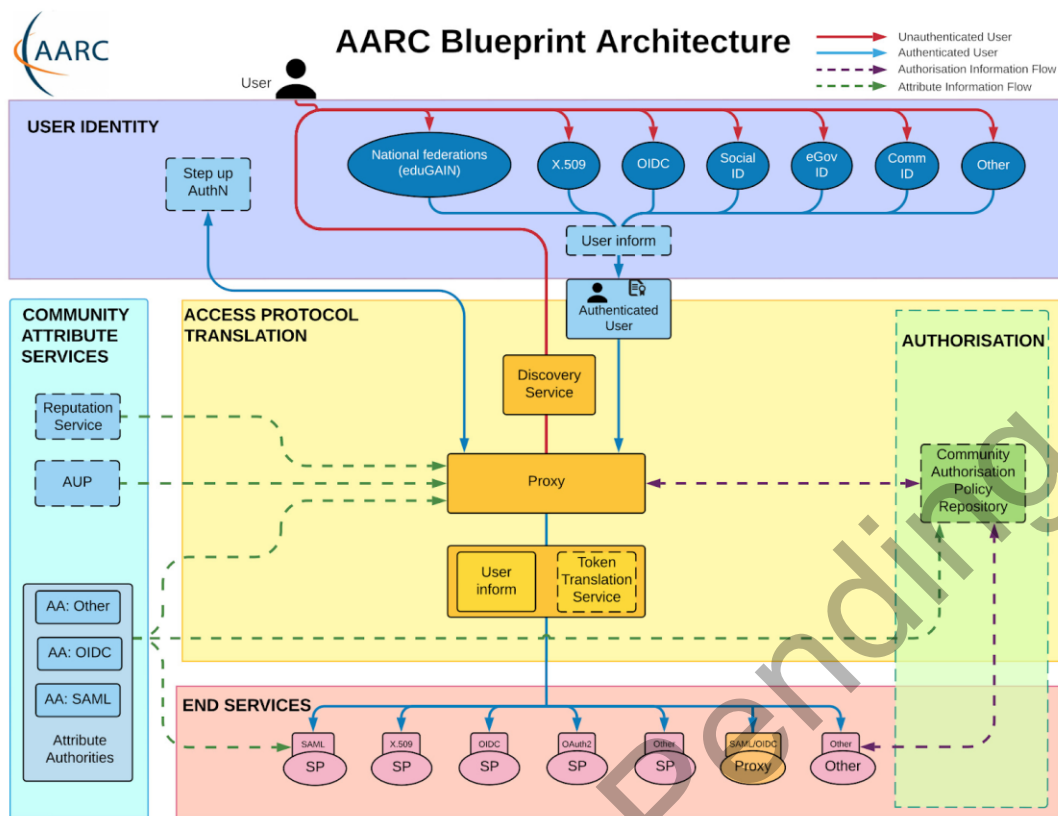 AARC
AARC Blueprint Architecture
Unauthenticated User
Authenticated User
Authorisation Information Flow
Attribute Information Flow
User
USER IDENTITY
National federations
(eduGAIN)
X.509
OIDC
Social
ID
eGov
ID
Comm
ID
Other
Step up
AuthN
User inform
Authenticated
User
COMMUNITY
ATTRIBUTE
SERVICES
ACCESS PROTOCOL
TRANSLATION
AUTHORISATION
Discovery
Service
Reputation
Service
AUP
Proxy
Community
Authorisation
Policy
Repository
User
inform
Token
Translation
Service
AA: Other
AA: OIDC
AA: SAML
Attribute
Authorities
END SERVICES
SAML
SP
X.509
SP
OIDC
SP
OAuth2
SP
Other
SP
SAML/OIDC
Proxy
Other
Other
Pending